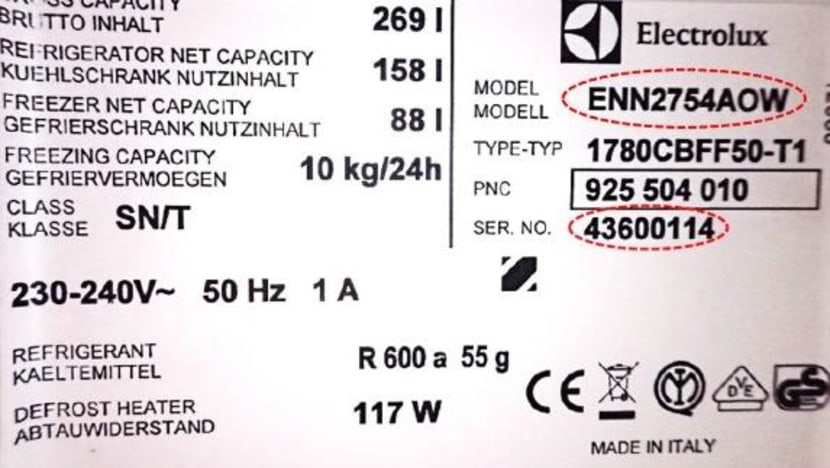 BRUTTO INHALT 269 l
REFRIGERATOR NET CAPACITY
KUEHLSCHRANK NUTZINHALT 158 l
FREEZER NET CAPACITY
GEFRIERSCHRANK NUTZINHALT 88 l
FREEZING CAPACITY
GEFRIERVERMOEGEN 10 kg/24h
CLASS
KLASSE SN/T
Electrolux
MODEL
MODELL ENN2754AOW
TYPE-TYP 1780CBFF50-T1
PNC 925 504 010
SER. NO. 43600114
230-240V~ 50 Hz 1 A
REFRIGERANT
KAELTEMITTEL R 600 a 55 g
DEFROST HEATER
ABTAUWIDERSTAND 117 W
CE
DVE
GS
MADE IN ITALY